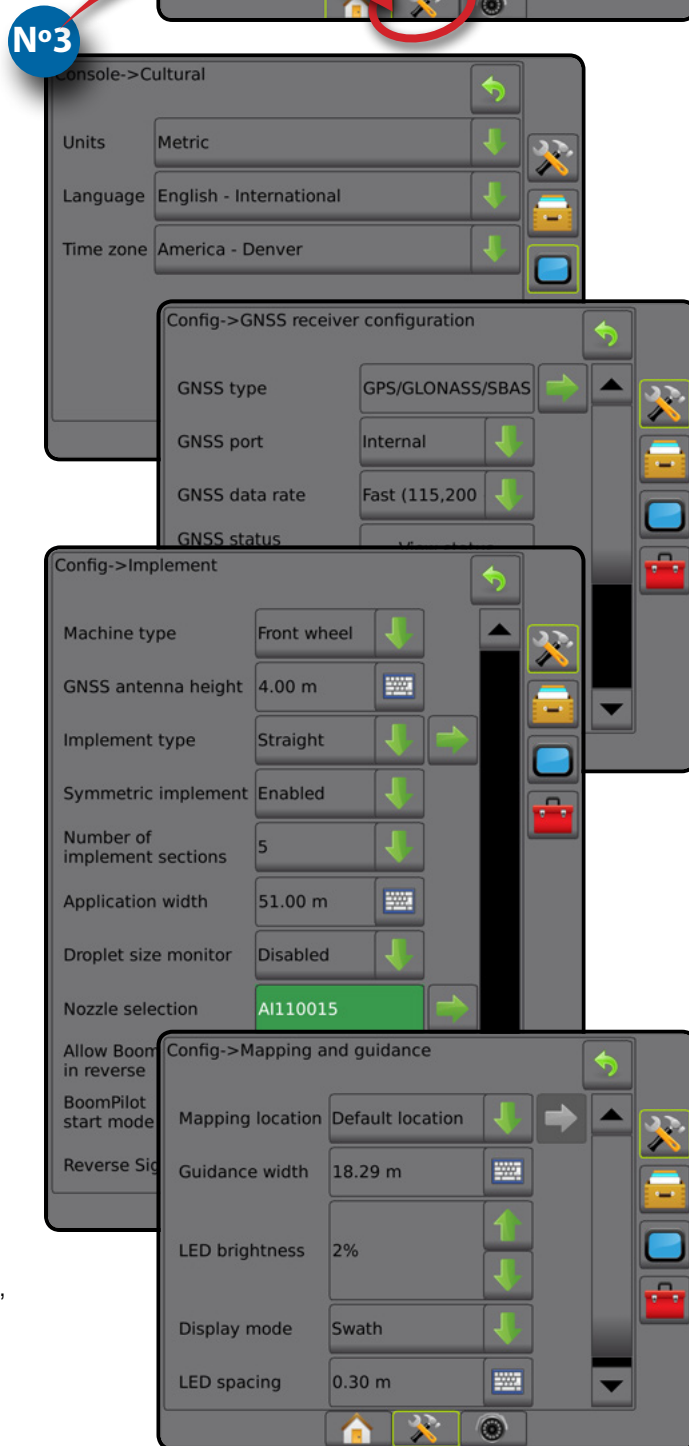 Nº3
Console->Cultural
Units Metric
Language English - International
Time zone America - Denver
Config->GNSS receiver configuration
GNSS type GPS/GLONASS/SBAS
GNSS port Internal
GNSS data rate Fast (115,200
GNSS status View status
Config->Implement
Machine type Front wheel
GNSS antenna height 4.00 m
Implement type Straight
Symmetric implement Enabled
Number of
implement sections 5
Application width 51.00 m
Droplet size monitor Disabled
Nozzle selection AI110015
Allow Boom
in reverse
BoomPilot
start mode
Reverse Sig
Config->Mapping and guidance
Mapping location Default location
Guidance width 18.29 m
LED brightness 2%
Display mode Swath
LED spacing 0.30 m
,